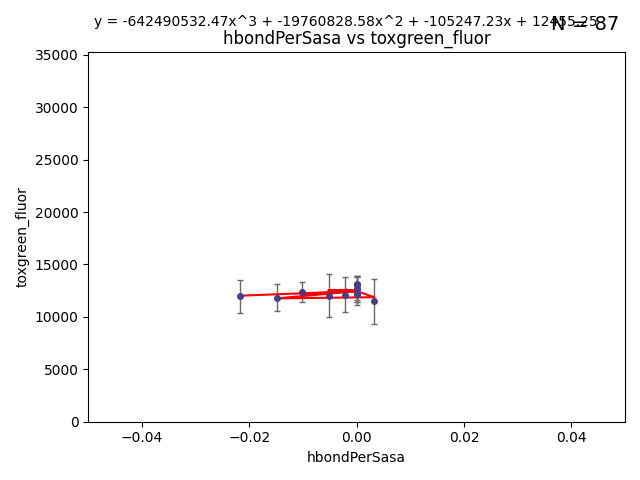 y = -642490532.47x^3 + -19760828.58x^2 + -105247.23x + 12455.25
N = 87
hbondPerSasa vs toxgreen_fluor
35000
30000
25000
20000
15000
10000
5000
0
toxgreen_fluor
−0.04
−0.02
0.00
0.02
0.04
hbondPerSasa